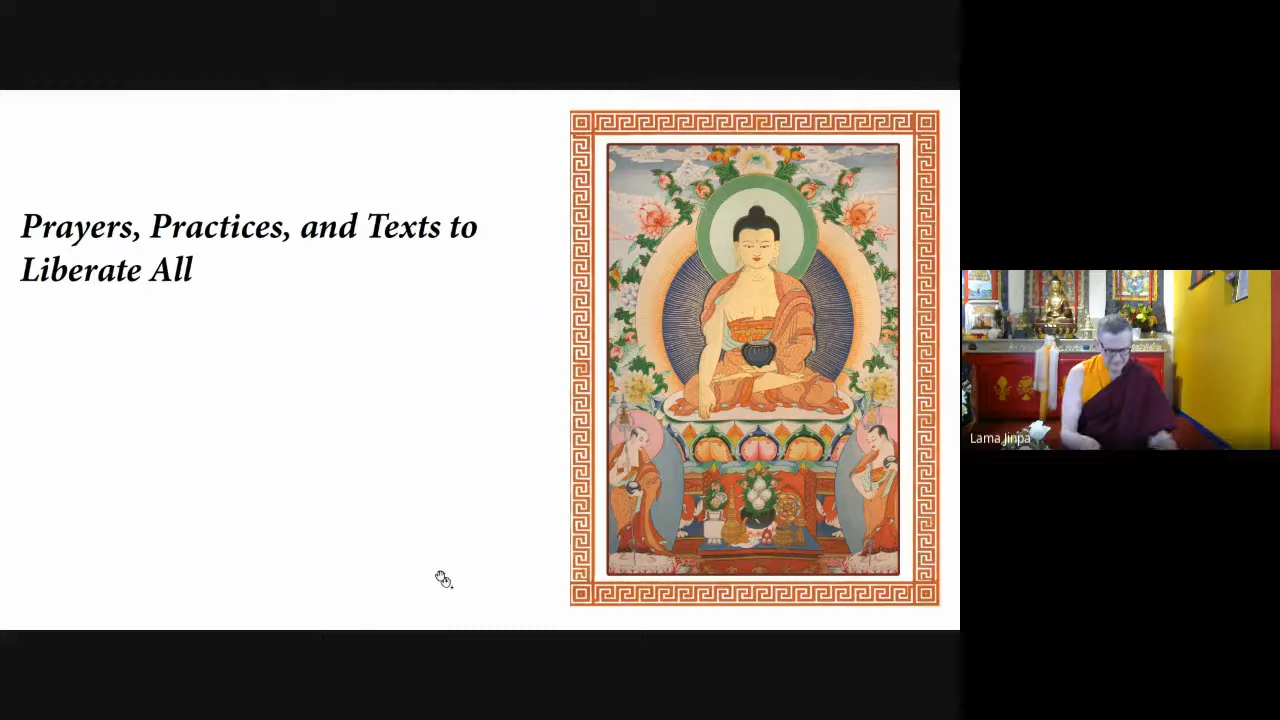 Prayers, Practices, and Texts to
Liberate All
Lama Jinpa